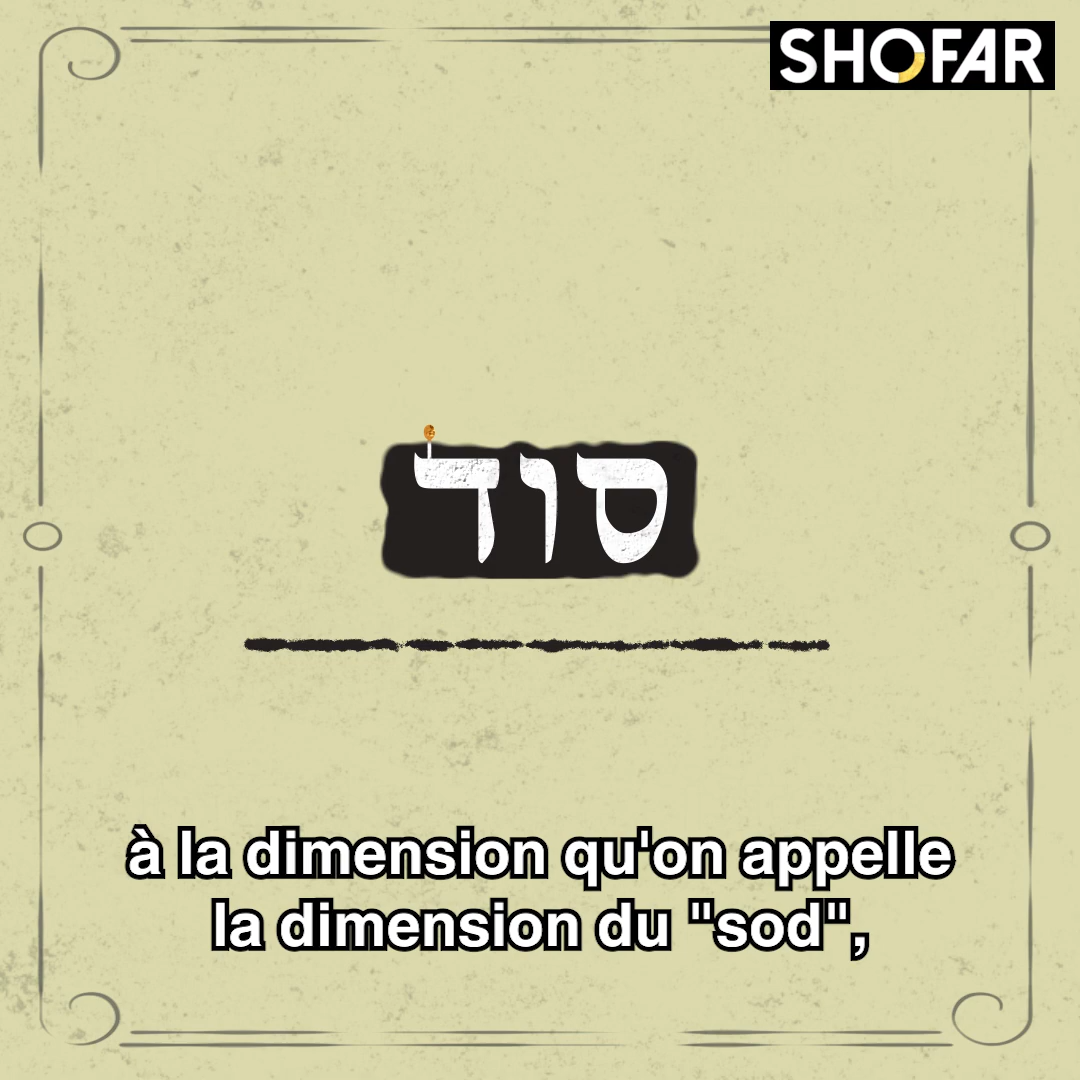 SHOFAR
סוד
à la dimension qu'on appelle
la dimension du "sod",